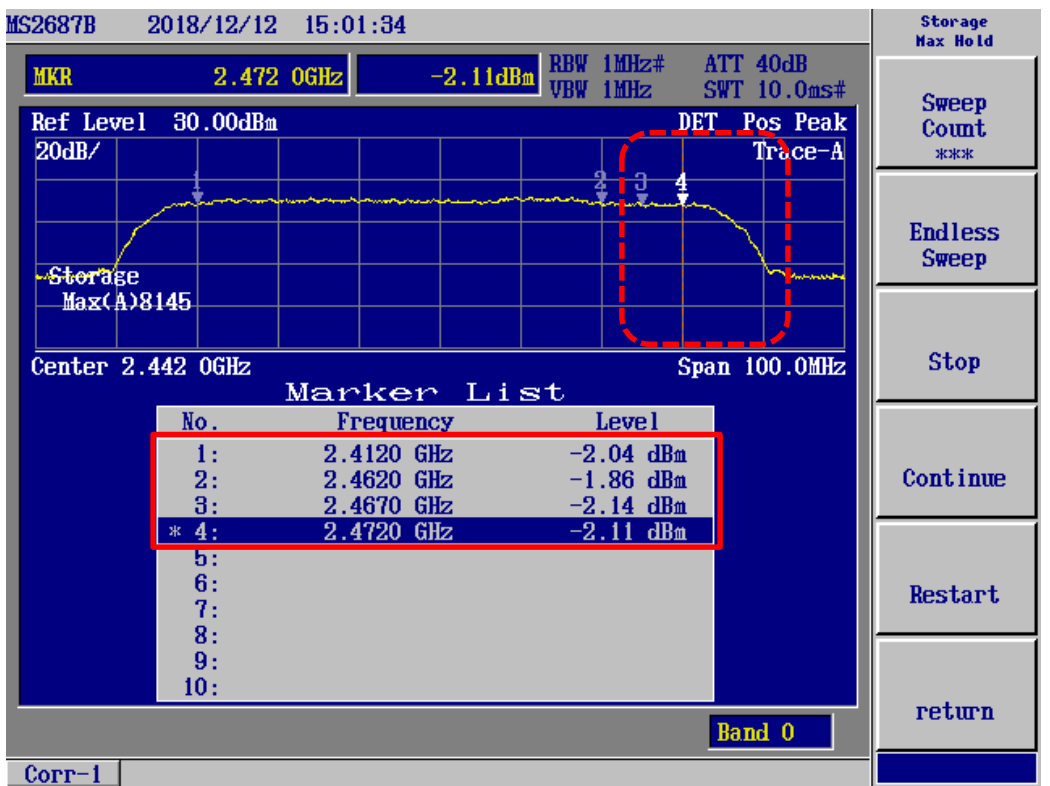 MS2687B 2018/12/12 15:01:34
Storage
Max Hold
MKR 2.472 0GHz -2.11dBm
RBW 1MHz# ATT 40dB
VBW 1MHz SWT 10.0ms#
Ref Level 30.00dBm DET Pos Peak
20dB/ Trace-A
1 2 3 4
Storage
Max(A)8145
Center 2.442 0GHz Span 100.0MHz
Marker List
No. Frequency Level
1: 2.4120 GHz -2.04 dBm
2: 2.4620 GHz -1.86 dBm
3: 2.4670 GHz -2.14 dBm
* 4: 2.4720 GHz -2.11 dBm
5:
6:
7:
8:
9:
10:
Band 0
Corr-1
Sweep
Count
***
Endless
Sweep
Stop
Continue
Restart
return